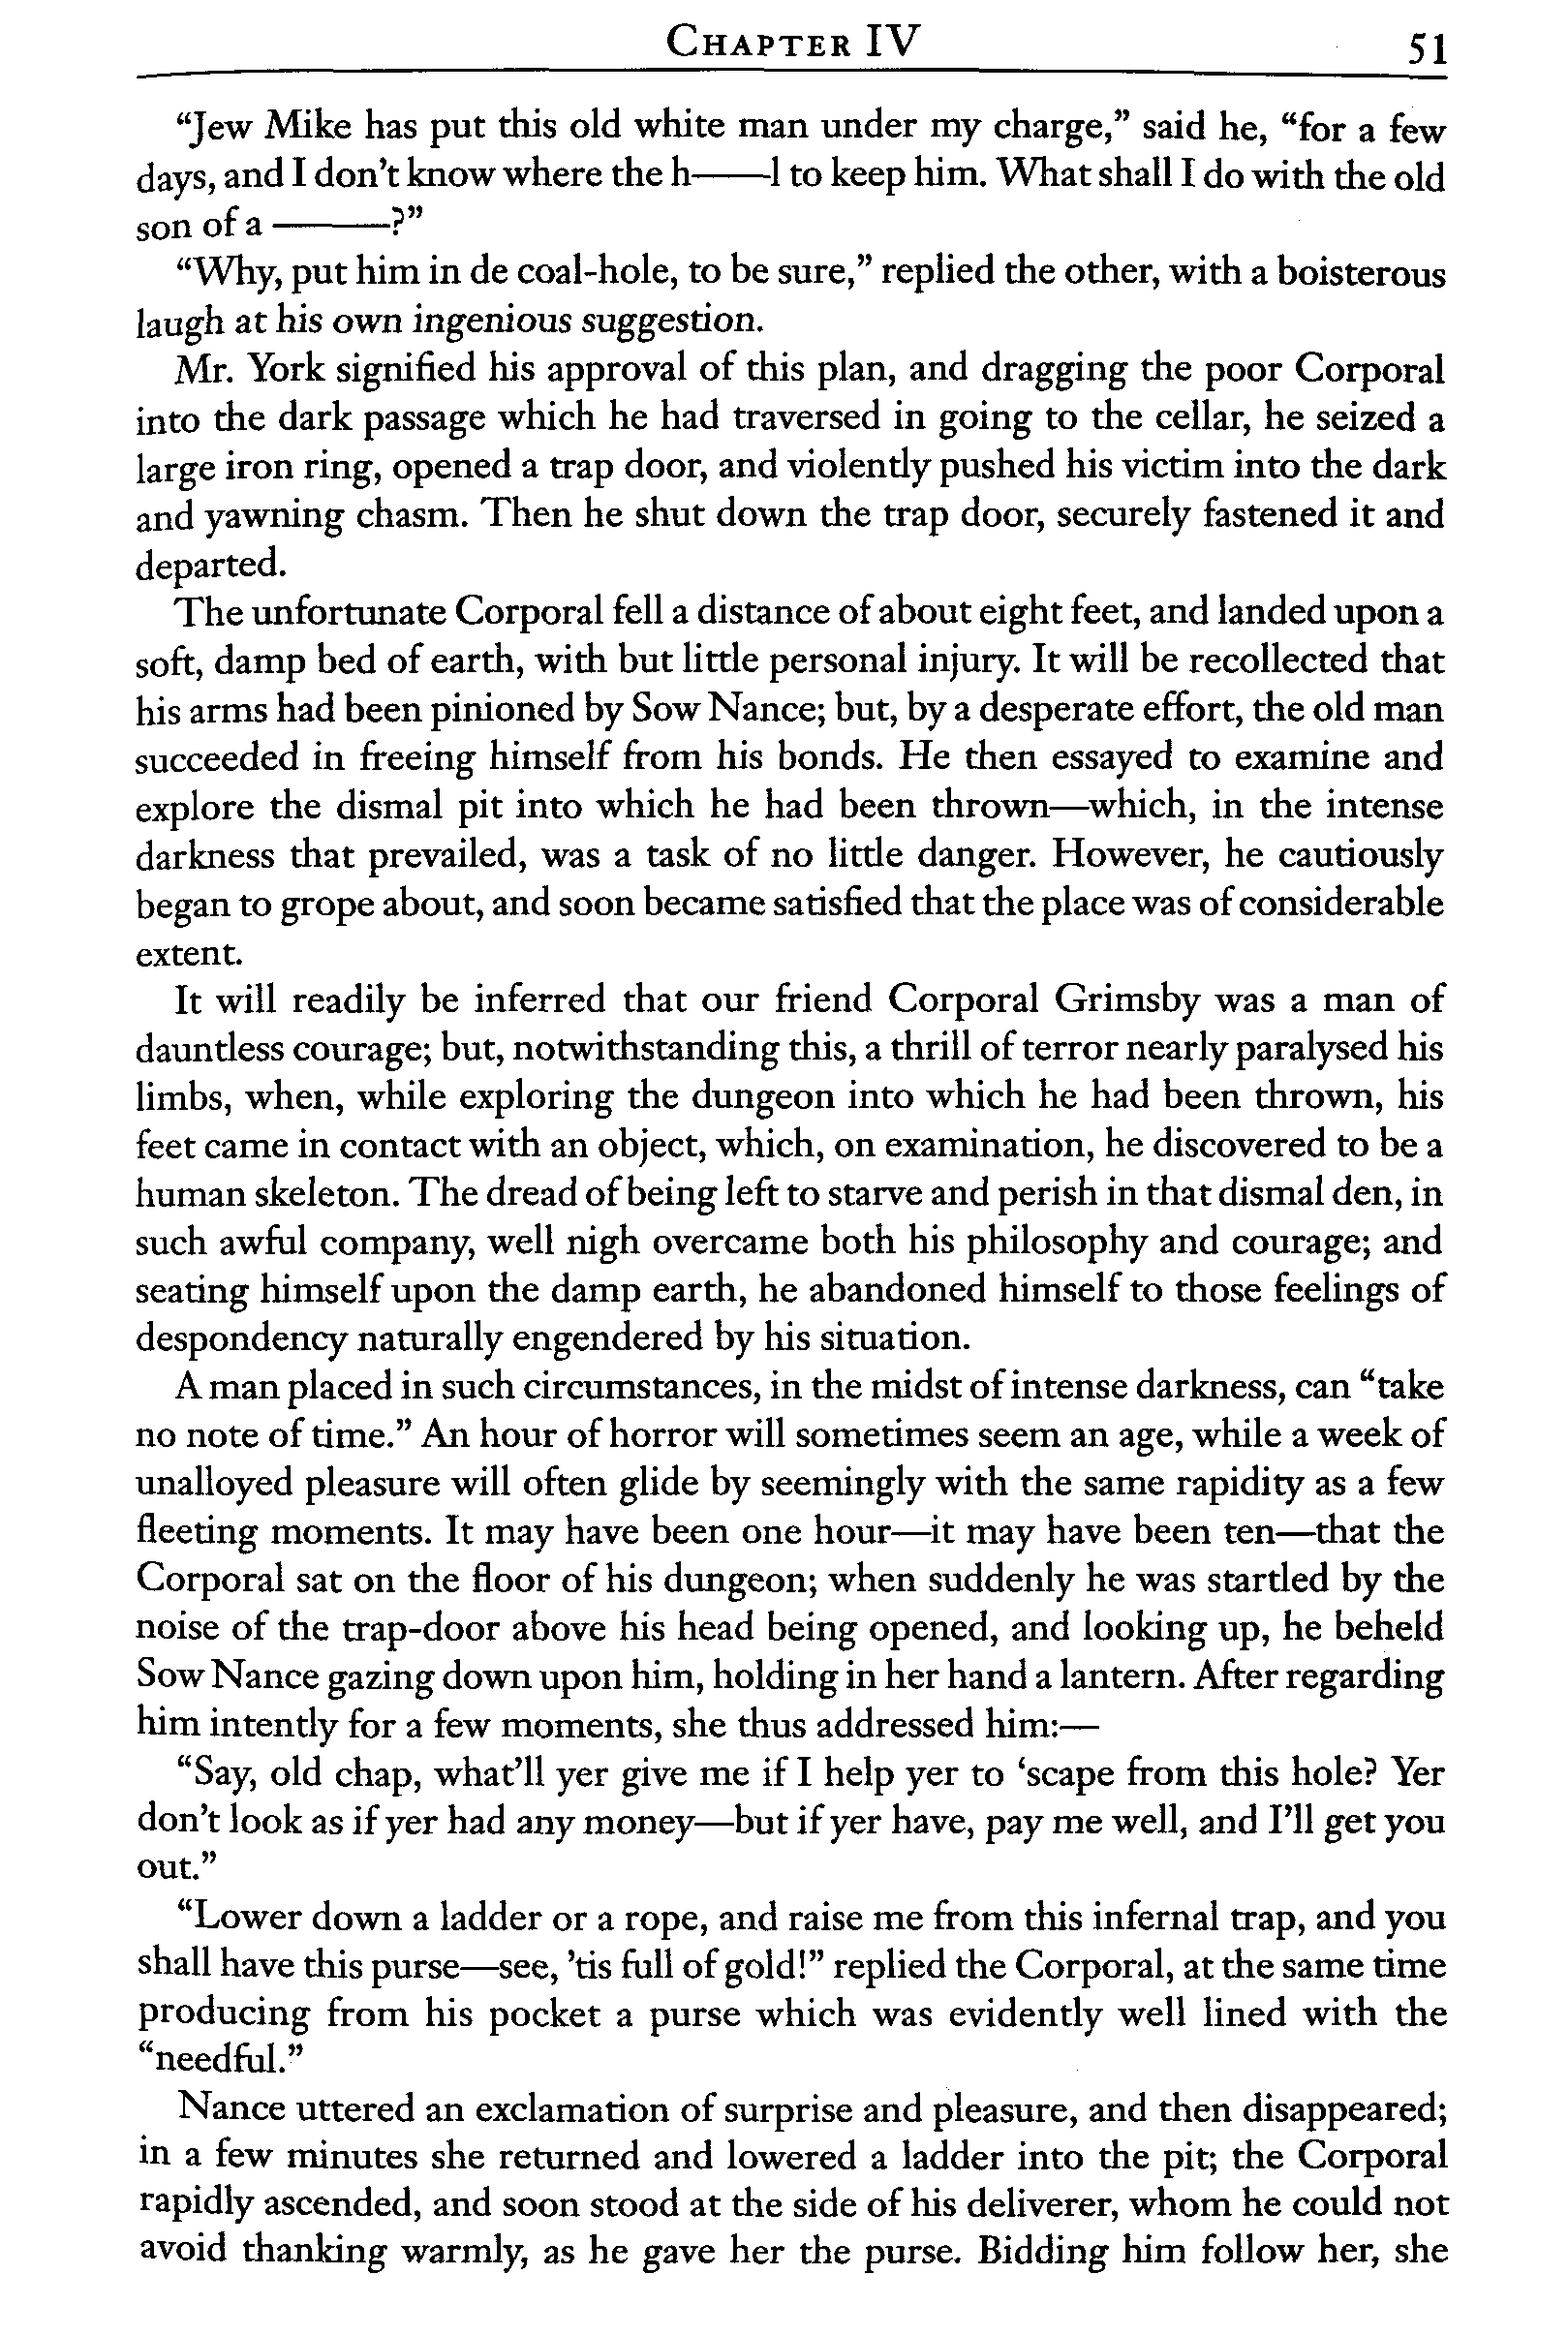 CHAPTER IV 51
“Jew Mike has put this old white man under my charge,” said he, “for a few
days, and I don’t know where the h——l to keep him. What shall I do with the old
son of a ———?”
“Why, put him in de coal-hole, to be sure,” replied the other, with a boisterous
laugh at his own ingenious suggestion.
Mr. York signified his approval of this plan, and dragging the poor Corporal
into the dark passage which he had traversed in going to the cellar, he seized a
large iron ring, opened a trap door, and violently pushed his victim into the dark
and yawning chasm. Then he shut down the trap door, securely fastened it and
departed.
The unfortunate Corporal fell a distance of about eight feet, and landed upon a
soft, damp bed of earth, with but little personal injury. It will be recollected that
his arms had been pinioned by Sow Nance; but, by a desperate effort, the old man
succeeded in freeing himself from his bonds. He then essayed to examine and
explore the dismal pit into which he had been thrown—which, in the intense
darkness that prevailed, was a task of no little danger. However, he cautiously
began to grope about, and soon became satisfied that the place was of considerable
extent.
It will readily be inferred that our friend Corporal Grimsby was a man of
dauntless courage; but, notwithstanding this, a thrill of terror nearly paralysed his
limbs, when, while exploring the dungeon into which he had been thrown, his
feet came in contact with an object, which, on examination, he discovered to be a
human skeleton. The dread of being left to starve and perish in that dismal den, in
such awful company, well nigh overcame both his philosophy and courage; and
seating himself upon the damp earth, he abandoned himself to those feelings of
despondency naturally engendered by his situation.
A man placed in such circumstances, in the midst of intense darkness, can “take
no note of time.” An hour of horror will sometimes seem an age, while a week of
unalloyed pleasure will often glide by seemingly with the same rapidity as a few
fleeting moments. It may have been one hour—it may have been ten—that the
Corporal sat on the floor of his dungeon; when suddenly he was startled by the
noise of the trap-door above his head being opened, and looking up, he beheld
Sow Nance gazing down upon him, holding in her hand a lantern. After regarding
him intently for a few moments, she thus addressed him:—
“Say, old chap, what’ll yer give me if I help yer to ‘scape from this hole? Yer
don’t look as if yer had any money—but if yer have, pay me well, and I’ll get you
out.”
“Lower down a ladder or a rope, and raise me from this infernal trap, and you
shall have this purse—see, ’tis full of gold!” replied the Corporal, at the same time
producing from his pocket a purse which was evidently well lined with the
“needful.”
Nance uttered an exclamation of surprise and pleasure, and then disappeared;
in a few minutes she returned and lowered a ladder into the pit; the Corporal
rapidly ascended, and soon stood at the side of his deliverer, whom he could not
avoid thanking warmly, as he gave her the purse. Bidding him follow her, she